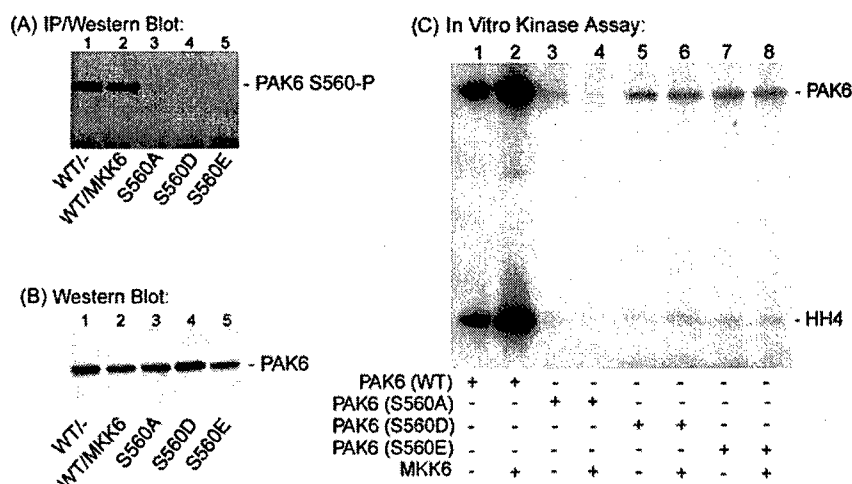 (A) IP/Western Blot:
1 2 3 4 5
- PAK6 S560-P
WT/- WT/MKK6 S560A S560D S560E
(B) Western Blot:
1 2 3 4 5
- PAK6
WT/- WT/MKK6 S560A S560D S560E
(C) In Vitro Kinase Assay:
1 2 3 4 5 6 7 8
- PAK6
- HH4
PAK6 (WT) + + - - - - - -
PAK6 (S560A) - - + + - - - -
PAK6 (S560D) - - - - + + - -
PAK6 (S560E) - - - - - - + +
MKK6 - + - + - + - +